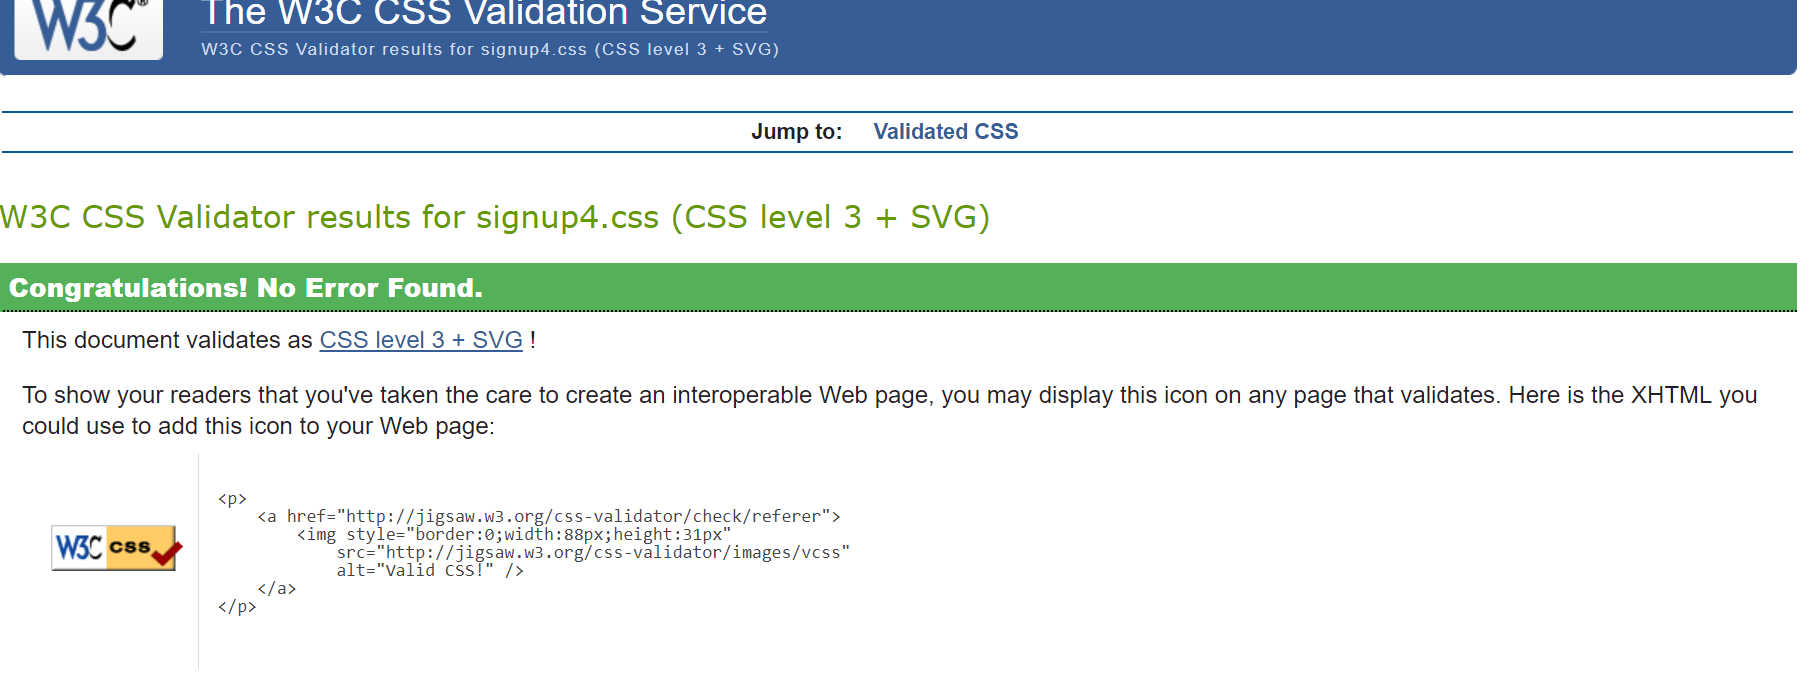 W3C®
The W3C CSS Validation Service
W3C CSS Validator results for signup4.css (CSS level 3 + SVG)
Jump to: Validated CSS
W3C CSS Validator results for signup4.css (CSS level 3 + SVG)
Congratulations! No Error Found.
This document validates as CSS level 3 + SVG !
To show your readers that you've taken the care to create an interoperable Web page, you may display this icon on any page that validates. Here is the XHTML you
could use to add this icon to your Web page:
W3C css
<p>
    <a href="http://jigsaw.w3.org/css-validator/check/referer">
        <img style="border:0;width:88px;height:31px"
            src="http://jigsaw.w3.org/css-validator/images/vcss"
            alt="Valid CSS!" />
    </a>
</p>